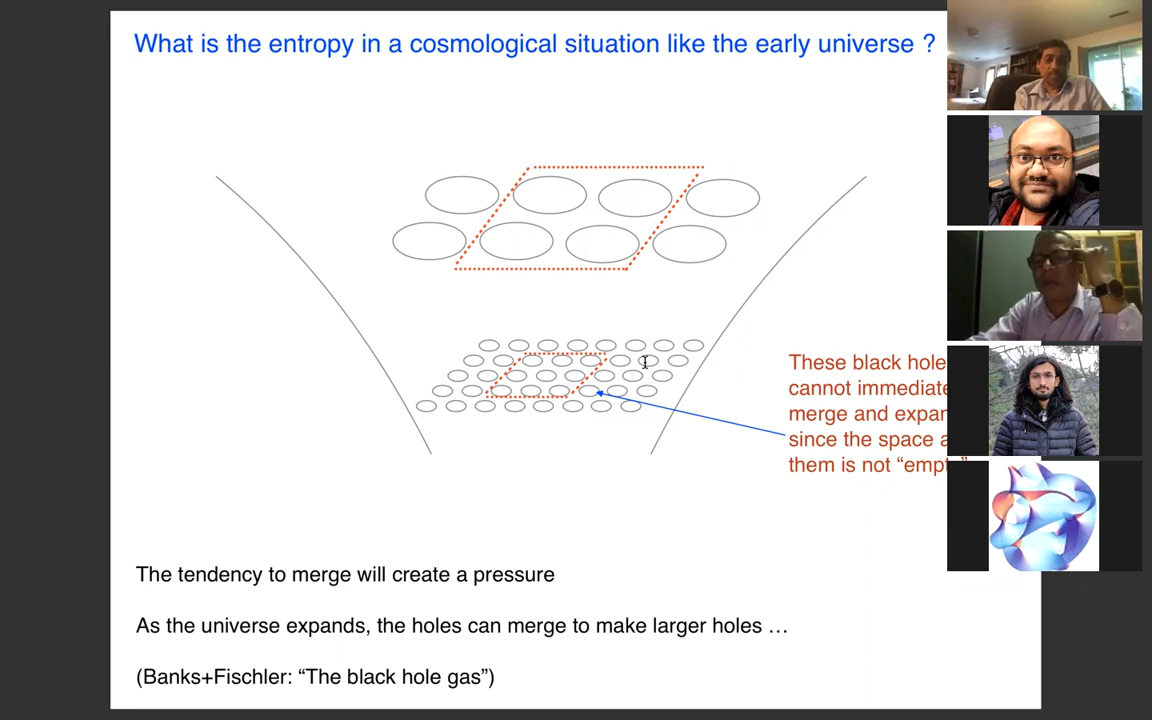 What is the entropy in a cosmological situation like the early universe ?
These black hole
cannot immediate
merge and expan
since the space a
them is not “empt ”
The tendency to merge will create a pressure
As the universe expands, the holes can merge to make larger holes …
(Banks+Fischler: “The black hole gas”)